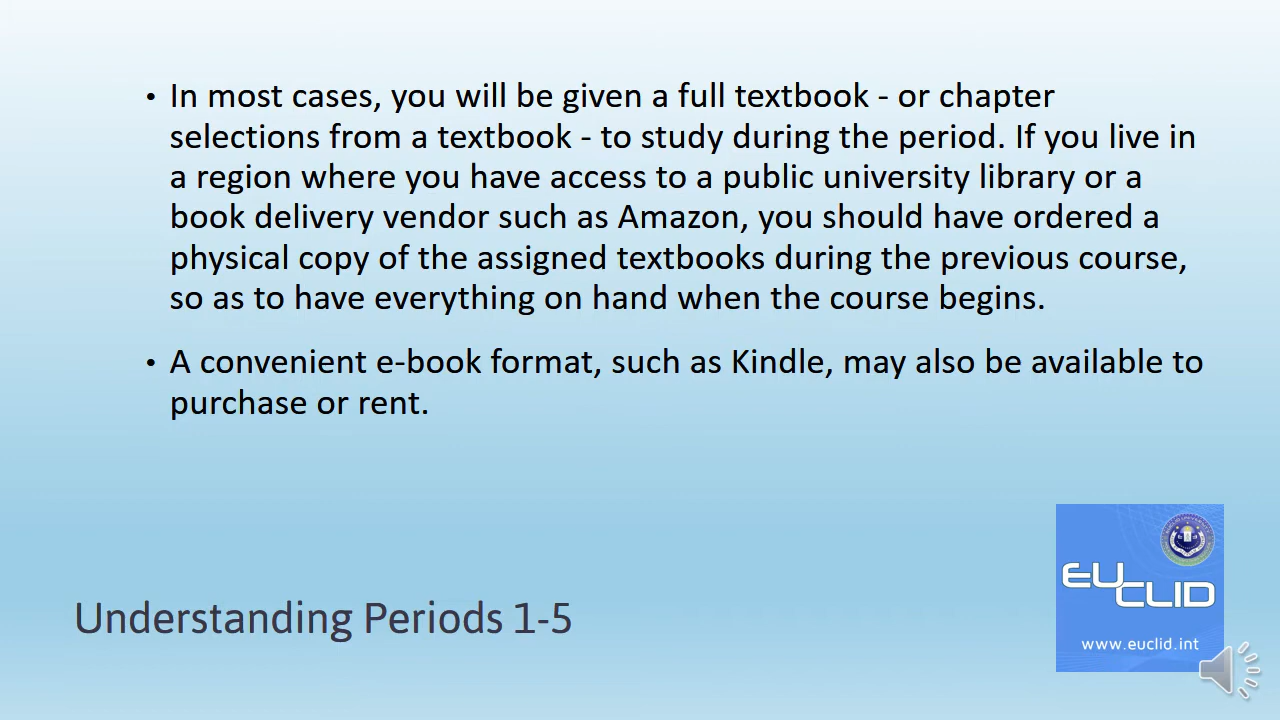 • In most cases, you will be given a full textbook - or chapter
selections from a textbook - to study during the period. If you live in
a region where you have access to a public university library or a
book delivery vendor such as Amazon, you should have ordered a
physical copy of the assigned textbooks during the previous course,
so as to have everything on hand when the course begins.
• A convenient e-book format, such as Kindle, may also be available to
purchase or rent.
Understanding Periods 1-5
EUCLID
www.euclid.int